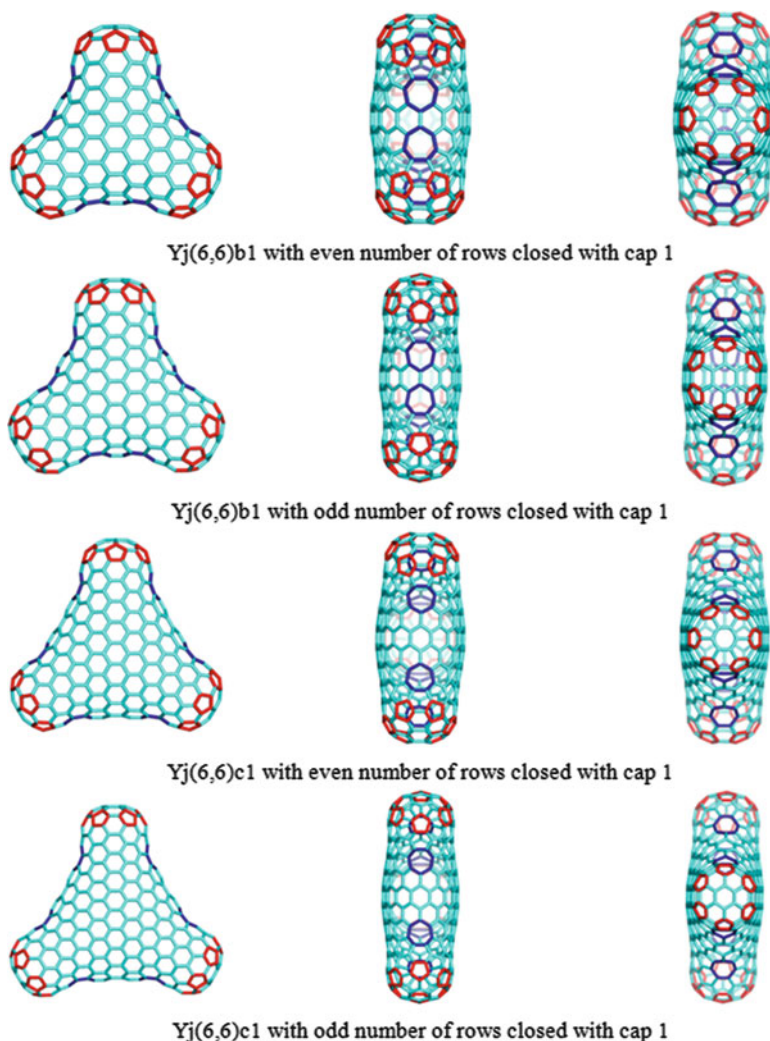 Yj(6,6)b1 with even number of rows closed with cap 1
Yj(6,6)b1 with odd number of rows closed with cap 1
Yj(6,6)c1 with even number of rows closed with cap 1
Yj(6,6)c1 with odd number of rows closed with cap 1